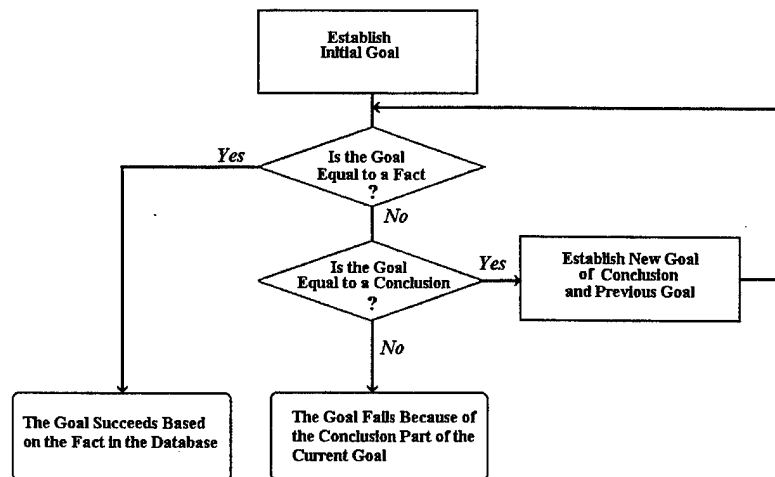 Establish
Initial Goal
Yes
Is the Goal
Equal to a Fact
?
No
Is the Goal
Equal to a Conclusion
?
Yes
Establish New Goal
of Conclusion
and Previous Goal
No
The Goal Succeeds Based
on the Fact in the Database
The Goal Fails Because of
the Conclusion Part of the
Current Goal